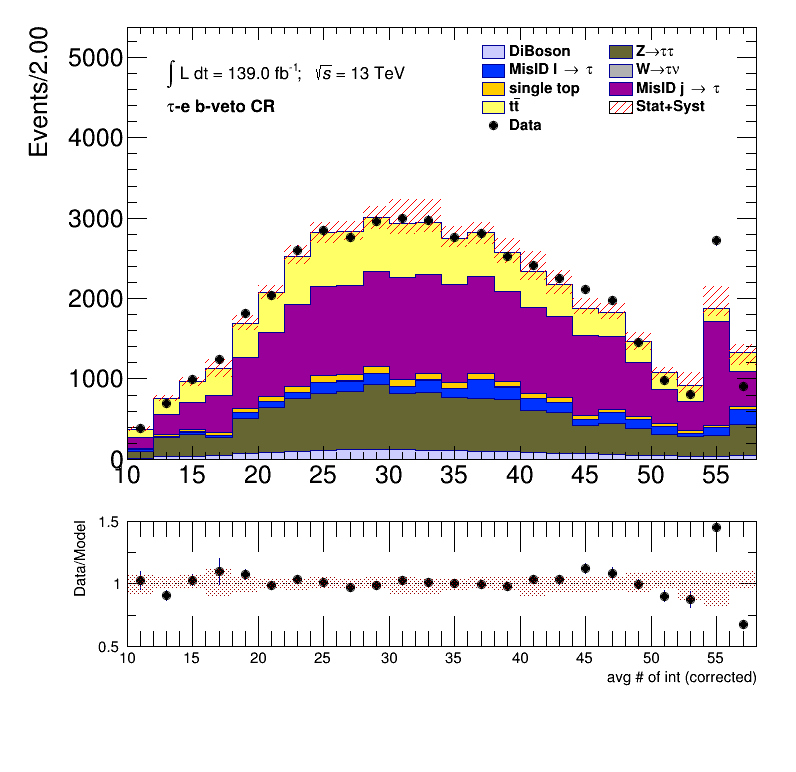 Events/2.00
5000
4000
3000
2000
1000
0
∫ L dt = 139.0 fb⁻¹; √s = 13 TeV
τ-e b-veto CR
DiBoson
MisID l → τ
single top
tt̄
Data
Z→ττ
W→τν
MisID j → τ
Stat+Syst
10 15 20 25 30 35 40 45 50 55
Data/Model
1.5
1
0.5
10 15 20 25 30 35 40 45 50 55
avg # of int (corrected)